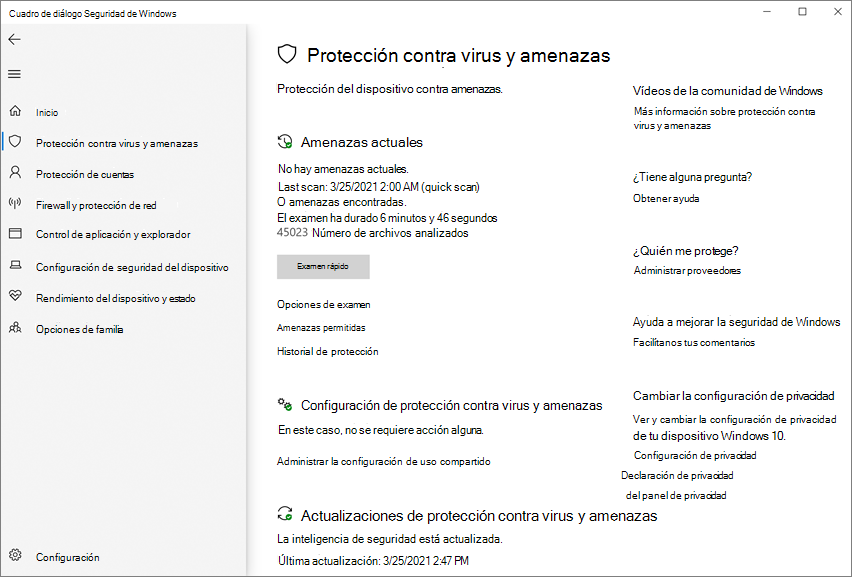 Cuadro de diálogo Seguridad de Windows
Inicio
Protección contra virus y amenazas
Protección de cuentas
Firewall y protección de red
Control de aplicación y explorador
Configuración de seguridad del dispositivo
Rendimiento del dispositivo y estado
Opciones de familia
Configuración
Protección contra virus y amenazas
Protección del dispositivo contra amenazas.
Amenazas actuales
No hay amenazas actuales.
Last scan: 3/25/2021 2:00 AM (quick scan)
O amenazas encontradas.
El examen ha durado 6 minutos y 46 segundos
45023 Número de archivos analizados
Examen rápido
Opciones de examen
Amenazas permitidas
Historial de protección
Configuración de protección contra virus y amenazas
En este caso, no se requiere acción alguna.
Administrar la configuración de uso compartido
Actualizaciones de protección contra virus y amenazas
La inteligencia de seguridad está actualizada.
Última actualización: 3/25/2021 2:47 PM
Vídeos de la comunidad de Windows
Más información sobre protección contra
virus y amenazas
¿Tiene alguna pregunta?
Obtener ayuda
¿Quién me protege?
Administrar proveedores
Ayuda a mejorar la seguridad de Windows
Facilítanos tus comentarios
Cambiar la configuración de privacidad
Ver y cambiar la configuración de privacidad
de tu dispositivo Windows 10.
Configuración de privacidad
Declaración de privacidad
del panel de privacidad